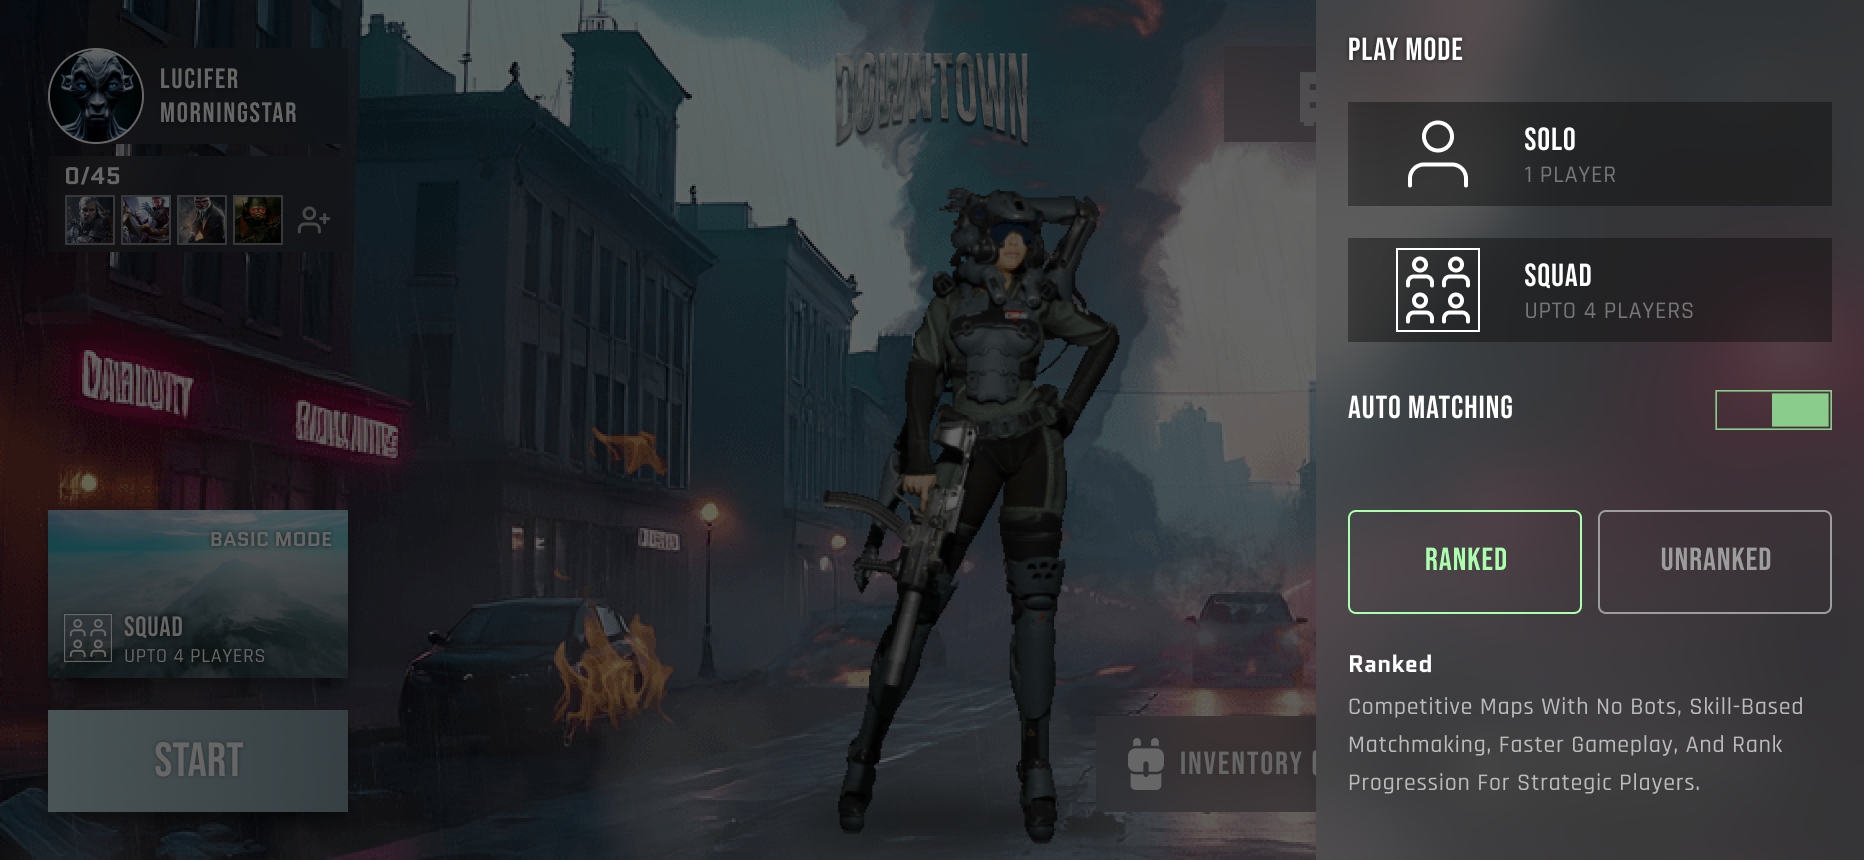 LUCIFER
MORNINGSTAR
0/45
DOWNTOWN
BASIC MODE
SQUAD
UPTO 4 PLAYERS
START
INVENTORY
PLAY MODE
SOLO
1 PLAYER
SQUAD
UPTO 4 PLAYERS
AUTO MATCHING
RANKED
UNRANKED
Ranked
Competitive Maps With No Bots, Skill-Based
Matchmaking, Faster Gameplay, And Rank
Progression For Strategic Players.